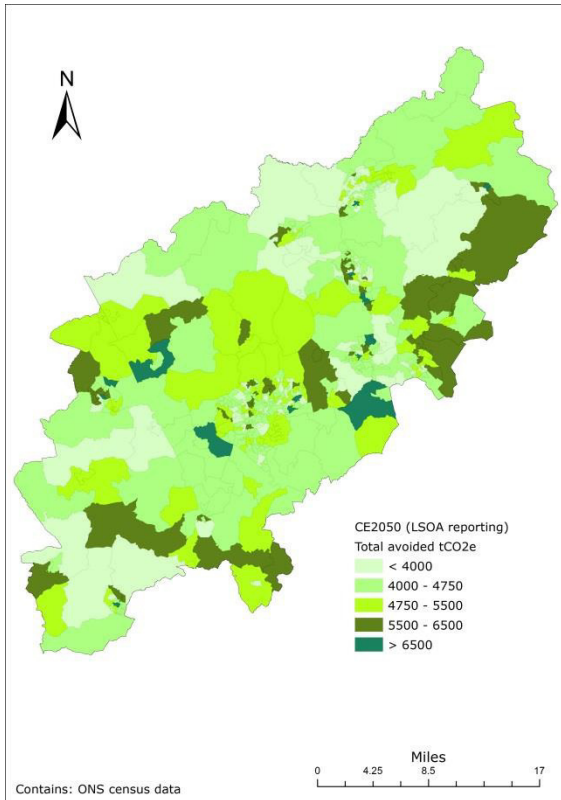 N
CE2050 (LSOA reporting)
Total avoided tCO2e
< 4000
4000 - 4750
4750 - 5500
5500 - 6500
> 6500
Miles
0 4.25 8.5 17
Contains: ONS census data